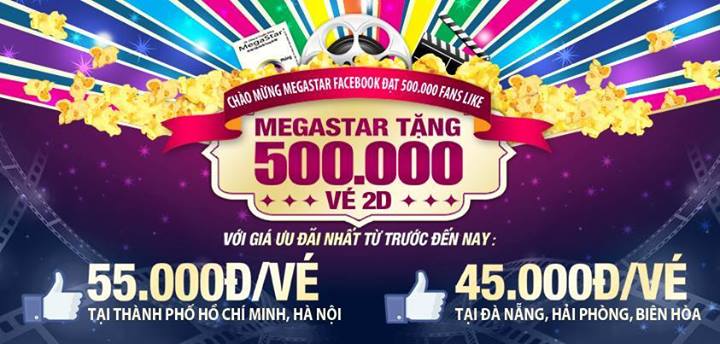 MegaStar
CHÀO MỪNG MEGASTAR FACEBOOK ĐẠT 500.000 FANS LIKE
MEGASTAR TẶNG
500.000
VÉ 2D
VỚI GIÁ ƯU ĐÃI NHẤT TỪ TRƯỚC ĐẾN NAY :
55.000Đ/VÉ
TẠI THÀNH PHỐ HỒ CHÍ MINH, HÀ NỘI
45.000Đ/VÉ
TẠI ĐÀ NẴNG, HẢI PHÒNG, BIÊN HÒA